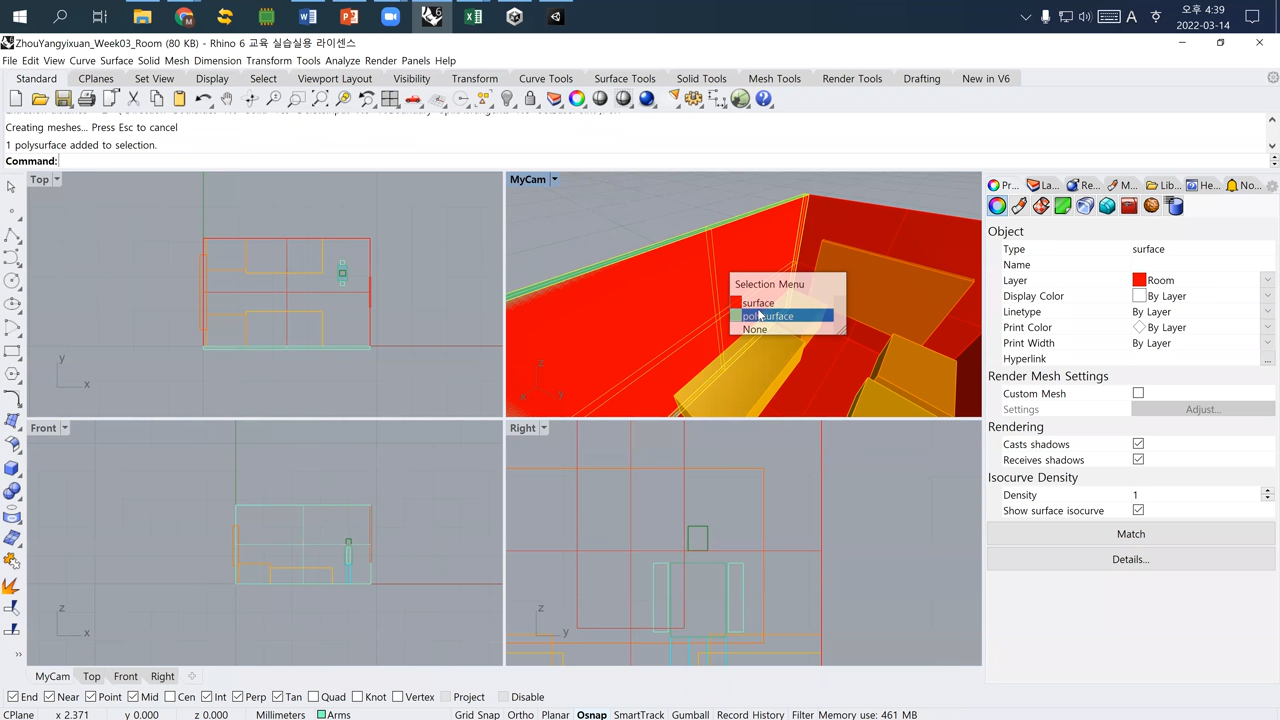 오후 4:39
2022-03-14
ZhouYangyixuan_Week03_Room (80 KB) - Rhino 6 교육 실습실용 라이센스
File Edit View Curve Surface Solid Mesh Dimension Transform Tools Analyze Render Panels Help
Standard CPlanes Set View Display Select Viewport Layout Visibility Transform Curve Tools Surface Tools Solid Tools Mesh Tools Render Tools Drafting New in V6
Creating meshes... Press Esc to cancel
1 polysurface added to selection.
Command:
Top
MyCam
Pr... La... Re... M... Lib... He... No...
Object
Type surface
Name
Layer Room
Display Color By Layer
Linetype By Layer
Print Color By Layer
Print Width By Layer
Hyperlink ...
Render Mesh Settings
Custom Mesh
Settings Adjust...
Rendering
Casts shadows
Receives shadows
Isocurve Density
Density 1
Show surface isocurve
Match
Details...
Selection Menu
surface
polysurface
None
y
x
z
x
y
Front
Right
z
x
z
y
MyCam Top Front Right
End Near Point Mid Cen Int Perp Tan Quad Knot Vertex Project Disable
CPlane x 2.371 y 0.000 z 0.000 Millimeters Arms Grid Snap Ortho Planar Osnap SmartTrack Gumball Record History Filter Memory use: 461 MB